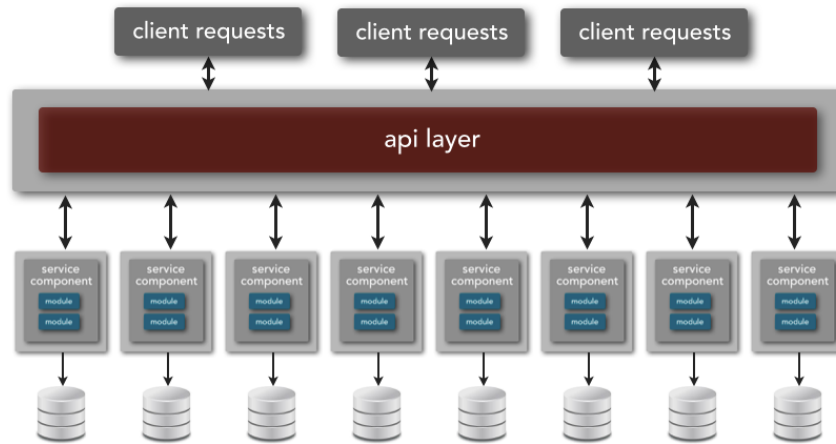 client requests
client requests
client requests
api layer
service
component
module
module
service
component
module
module
service
component
module
module
service
component
module
module
service
component
module
module
service
component
module
module
service
component
module
module
service
component
module
module